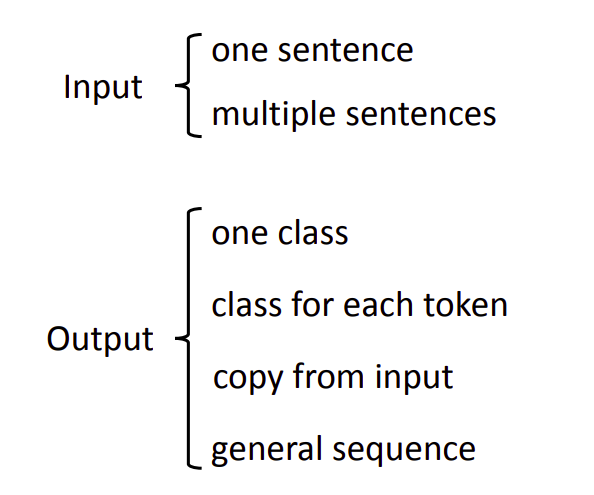 Input
one sentence
multiple sentences
Output
one class
class for each token
copy from input
general sequence